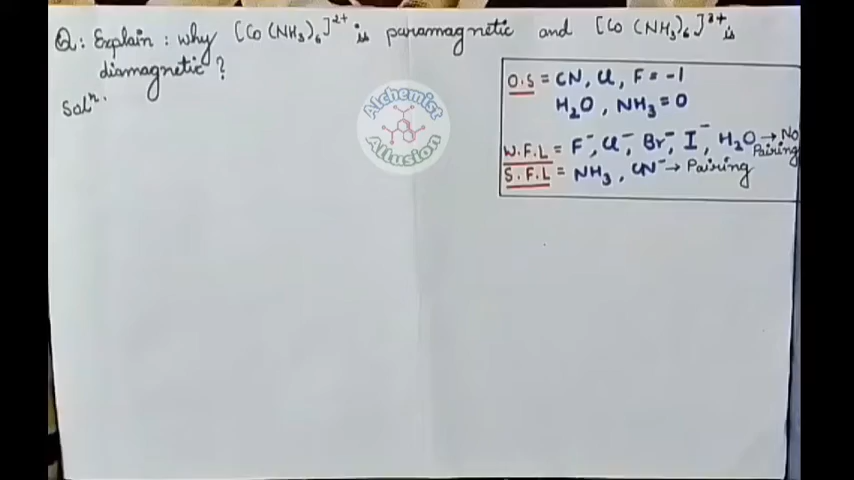 Q: Explain: why [Co(NH₃)₆]²⁺ is paramagnetic and [Co(NH₃)₆]³⁺ is
diamagnetic?
Solⁿ.
Alchemist
Allusion
O.S = CN, Cl, F = -1
H₂O, NH₃ = 0
W.F.L = F⁻, Cl⁻, Br⁻, I⁻, H₂O → No
Pairing
S.F.L = NH₃, CN⁻ → Pairing